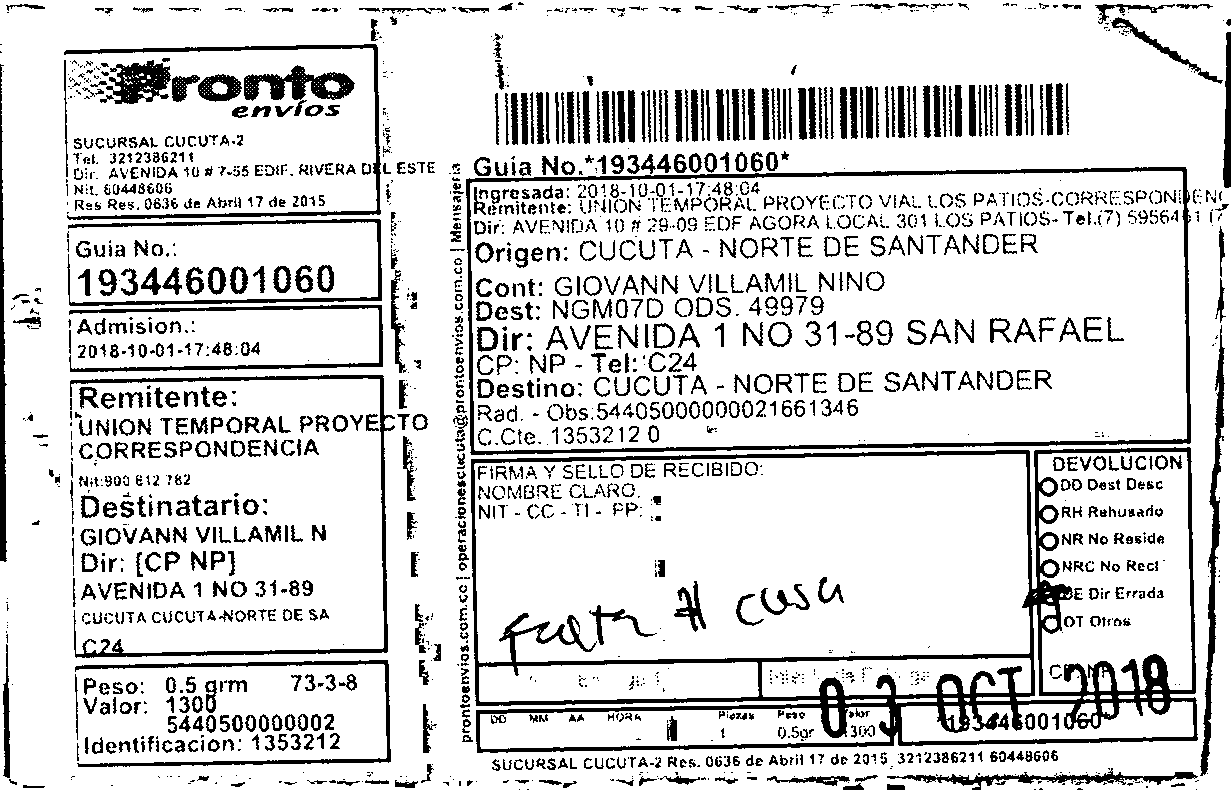 Pronto
envíos
SUCURSAL CUCUTA-2
Tel. 3212386211
Dir. AVENIDA 10 # 7-55 EDIF. RIVERA DEL ESTE
Nit. 60448606
Res Res. 0636 de Abril 17 de 2015
Guia No.:
193446001060
Admision.:
2018-10-01-17:48:04
Remitente:
UNION TEMPORAL PROYECTO
CORRESPONDENCIA
Nit:900 612 782
Destinatario:
GIOVANN VILLAMIL N
Dir: [CP NP]
AVENIDA 1 NO 31-89
CUCUTA CUCUTA-NORTE DE SA
C24
Peso: 0.5 grm 73-3-8
Valor: 1300
5440500000002
Identificacion: 1353212
prontoenvios.com.co | operacionescucuta@prontoenvios.com.co | Mensajeria
Guia No.*193446001060*
Ingresada: 2018-10-01-17:48:04
Remitente: UNION TEMPORAL PROYECTO VIAL LOS PATIOS-CORRESPONDENC
Dir: AVENIDA 10 # 29-09 EDF AGORA LOCAL 301 LOS PATIOS- Tel.(7) 5956461 (7
Origen: CUCUTA - NORTE DE SANTANDER
Cont: GIOVANN VILLAMIL NINO
Dest: NGM07D ODS. 49979
Dir: AVENIDA 1 NO 31-89 SAN RAFAEL
CP: NP - Tel: C24
Destino: CUCUTA - NORTE DE SANTANDER
Rad. - Obs.54405000000021661346
C.Cte. 1353212 0
FIRMA Y SELLO DE RECIBIDO:
NOMBRE CLARO.
NIT - CC - TI - PP:
falta # casa
DEVOLUCION
DD Dest Desc
RH Rehusado
NR No Reside
NRC No Recl
DE Dir Errada
OT Otros
03 OCT 2018
DD MM AA HORA Piezas Peso Valor
1 0.5gr 1300
*193446001060*
SUCURSAL CUCUTA-2 Res. 0636 de Abril 17 de 2015 3212386211 60448606